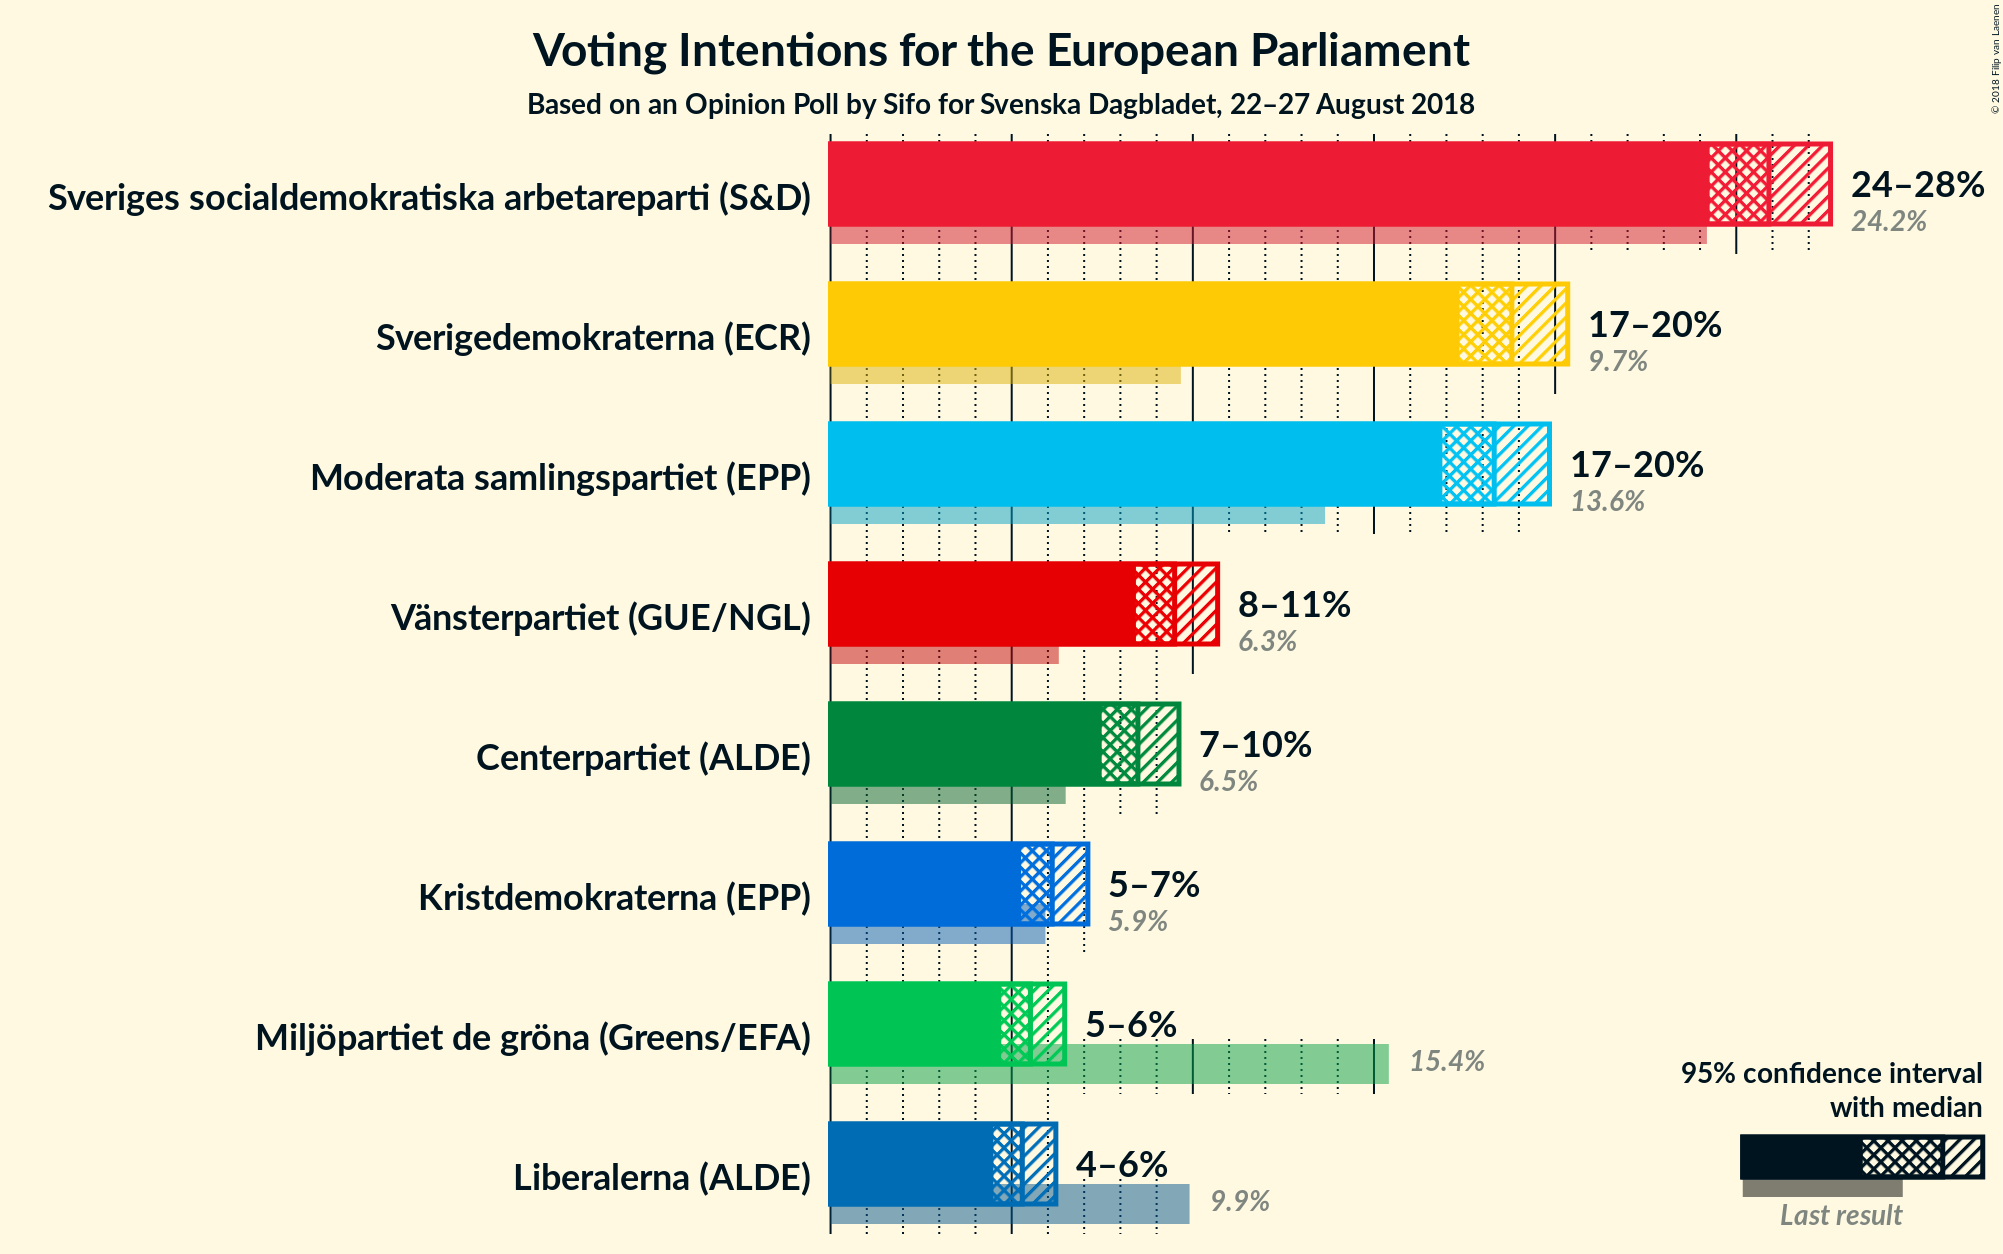 Voting Intentions for the European Parliament
Based on an Opinion Poll by Sifo for Svenska Dagbladet, 22–27 August 2018
© 2018 Filip van Laenen
Sveriges socialdemokratiska arbetareparti (S&D)
24–28%
24.2%
Sverigedemokraterna (ECR)
17–20%
9.7%
Moderata samlingspartiet (EPP)
17–20%
13.6%
Vänsterpartiet (GUE/NGL)
8–11%
6.3%
Centerpartiet (ALDE)
7–10%
6.5%
Kristdemokraterna (EPP)
5–7%
5.9%
Miljöpartiet de gröna (Greens/EFA)
5–6%
15.4%
Liberalerna (ALDE)
4–6%
9.9%
95% confidence interval
with median
Last result